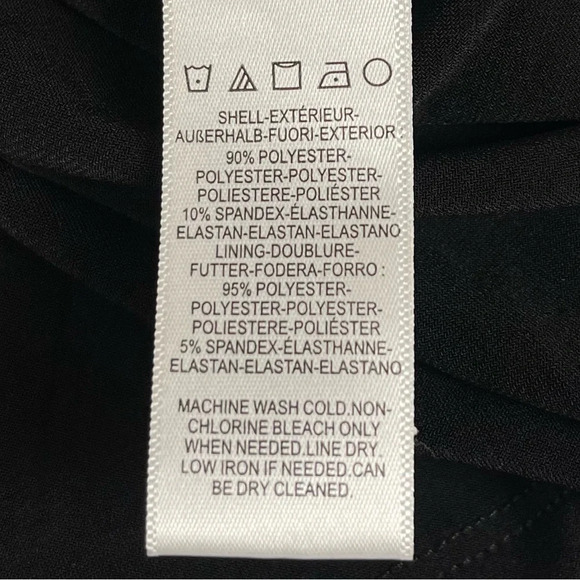 SHELL-EXTÉRIEUR-
AUßERHALB-FUORI-EXTERIOR :
90% POLYESTER-
POLYESTER-POLYESTER-
POLIESTERE-POLIÉSTER
10% SPANDEX-ÉLASTHANNE-
ELASTAN-ELASTAN-ELASTANO
LINING-DOUBLURE-
FUTTER-FODERA-FORRO :
95% POLYESTER-
POLYESTER-POLYESTER-
POLIESTERE-POLIÉSTER
5% SPANDEX-ÉLASTHANNE-
ELASTAN-ELASTAN-ELASTANO
MACHINE WASH COLD.NON-
CHLORINE BLEACH ONLY
WHEN NEEDED.LINE DRY.
LOW IRON IF NEEDED.CAN
BE DRY CLEANED.